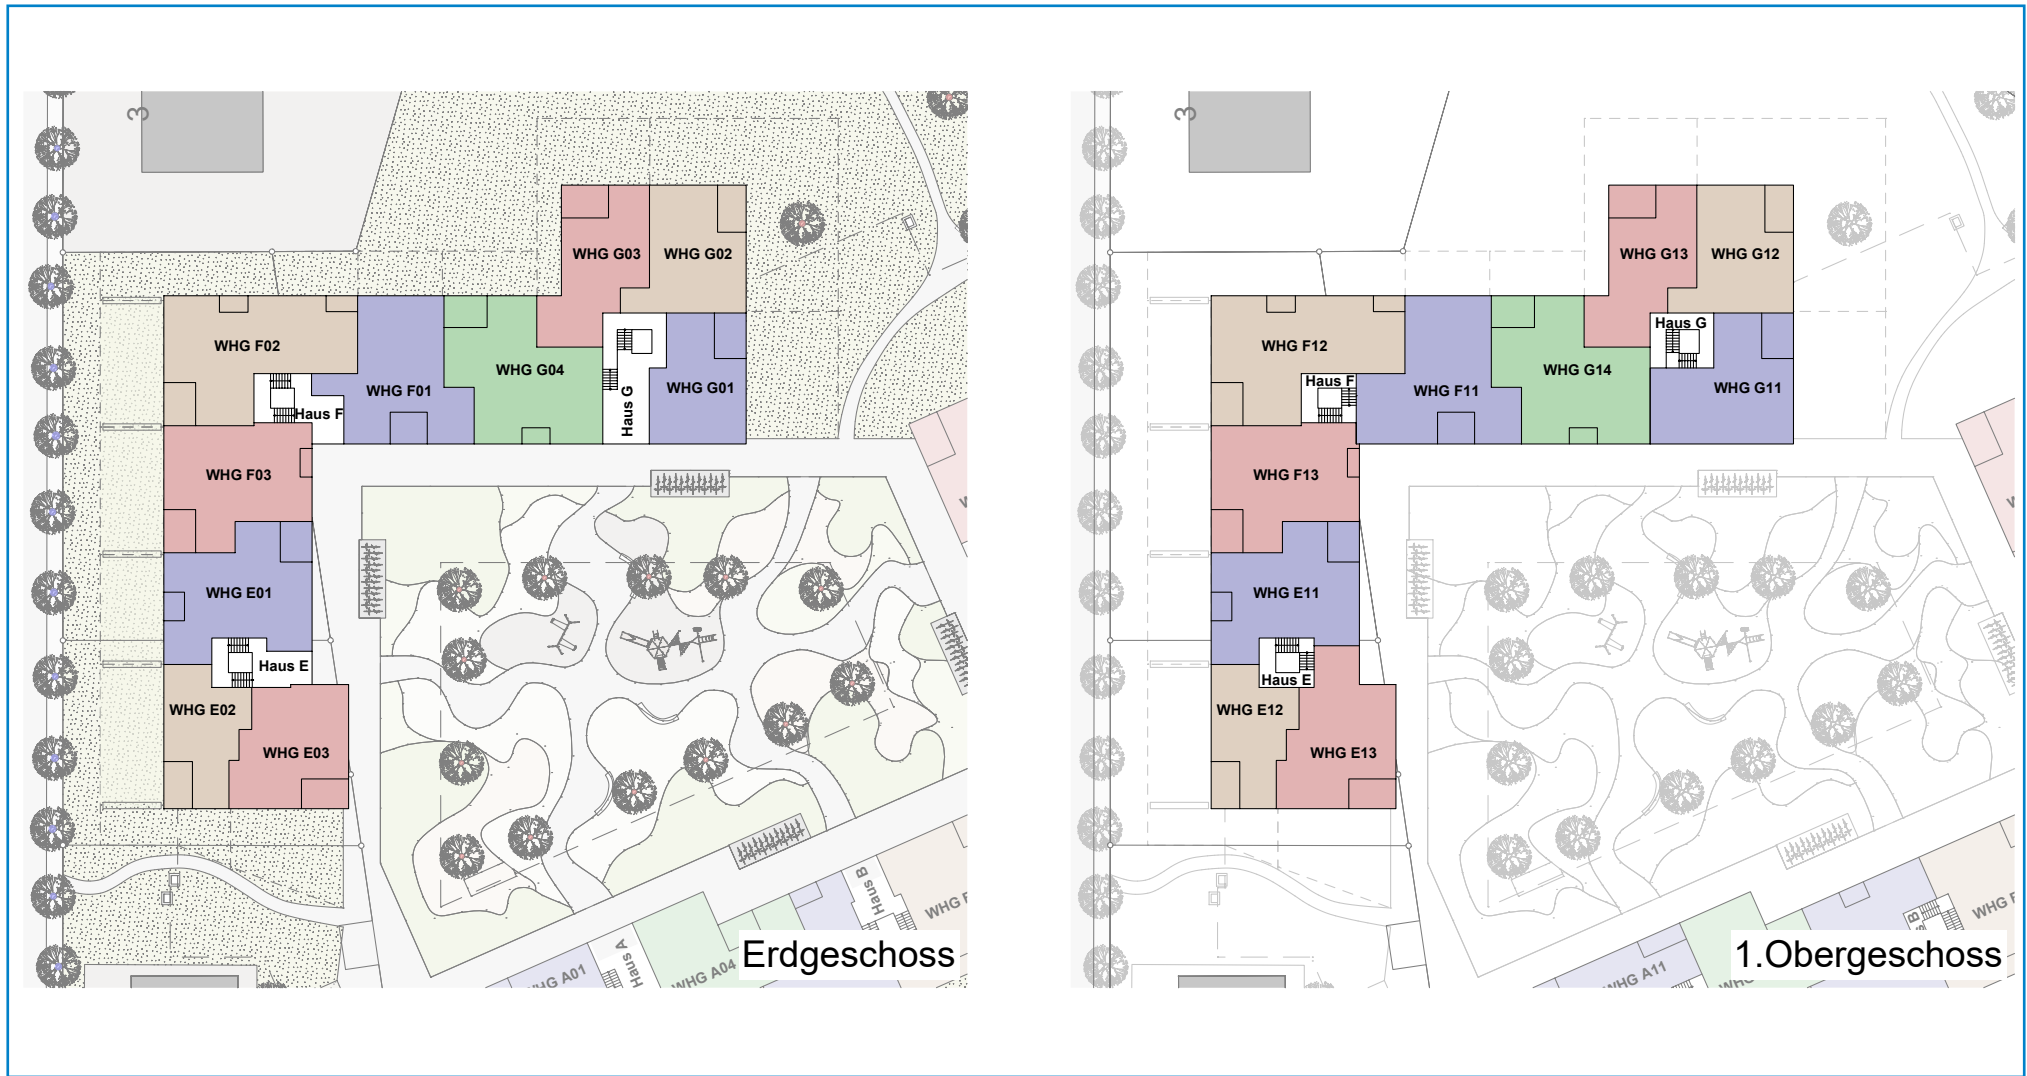 3
WHG G03
WHG G02
WHG F02
WHG G04
WHG F01
WHG G01
Haus G
Haus F
WHG F03
WHG E01
Haus E
WHG E02
WHG E03
Haus B
WHG F
Haus A
WHG A04
Erdgeschoss
3
WHG G13
WHG G12
Haus G
WHG F12
WHG G14
Haus F
WHG F11
WHG G11
WHG F13
WHG E11
Haus E
WHG E12
WHG E13
WHG A11
1.Obergeschoss